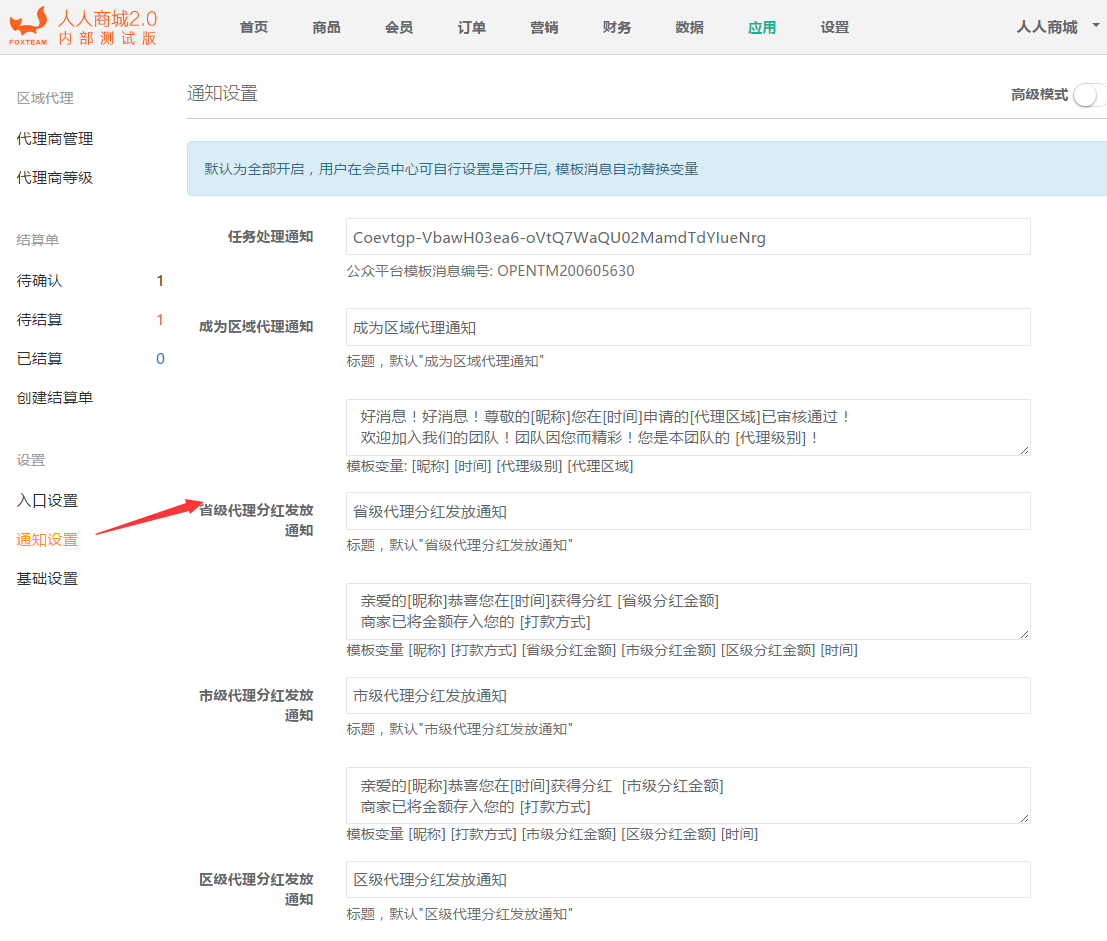 人人商城2.0
内部测试版
FOXTEAM
首页 商品 会员 订单 营销 财务 数据 应用 设置 人人商城
区域代理
代理商管理
代理商等级
结算单
待确认 1
待结算 1
已结算 0
创建结算单
设置
入口设置
通知设置
基础设置
通知设置 高级模式
默认为全部开启，用户在会员中心可自行设置是否开启, 模板消息自动替换变量
任务处理通知 Coevtgp-VbawH03ea6-oVtQ7WaQU02MamdTdYIueNrg
公众平台模板消息编号: OPENTM200605630
成为区域代理通知 成为区域代理通知
标题，默认"成为区域代理通知"
好消息！好消息！尊敬的[昵称]您在[时间]申请的[代理区域]已审核通过！
欢迎加入我们的团队！团队因您而精彩！您是本团队的 [代理级别]！
模板变量: [昵称] [时间] [代理级别] [代理区域]
省级代理分红发放
通知
省级代理分红发放通知
标题，默认"省级代理分红发放通知"
亲爱的[昵称]恭喜您在[时间]获得分红 [省级分红金额]
商家已将金额存入您的 [打款方式]
模板变量 [昵称] [打款方式] [省级分红金额] [市级分红金额] [区级分红金额] [时间]
市级代理分红发放
通知
市级代理分红发放通知
标题，默认"市级代理分红发放通知"
亲爱的[昵称]恭喜您在[时间]获得分红  [市级分红金额]
商家已将金额存入您的 [打款方式]
模板变量 [昵称] [打款方式] [市级分红金额] [区级分红金额] [时间]
区级代理分红发放
通知
区级代理分红发放通知
标题，默认"区级代理分红发放通知"